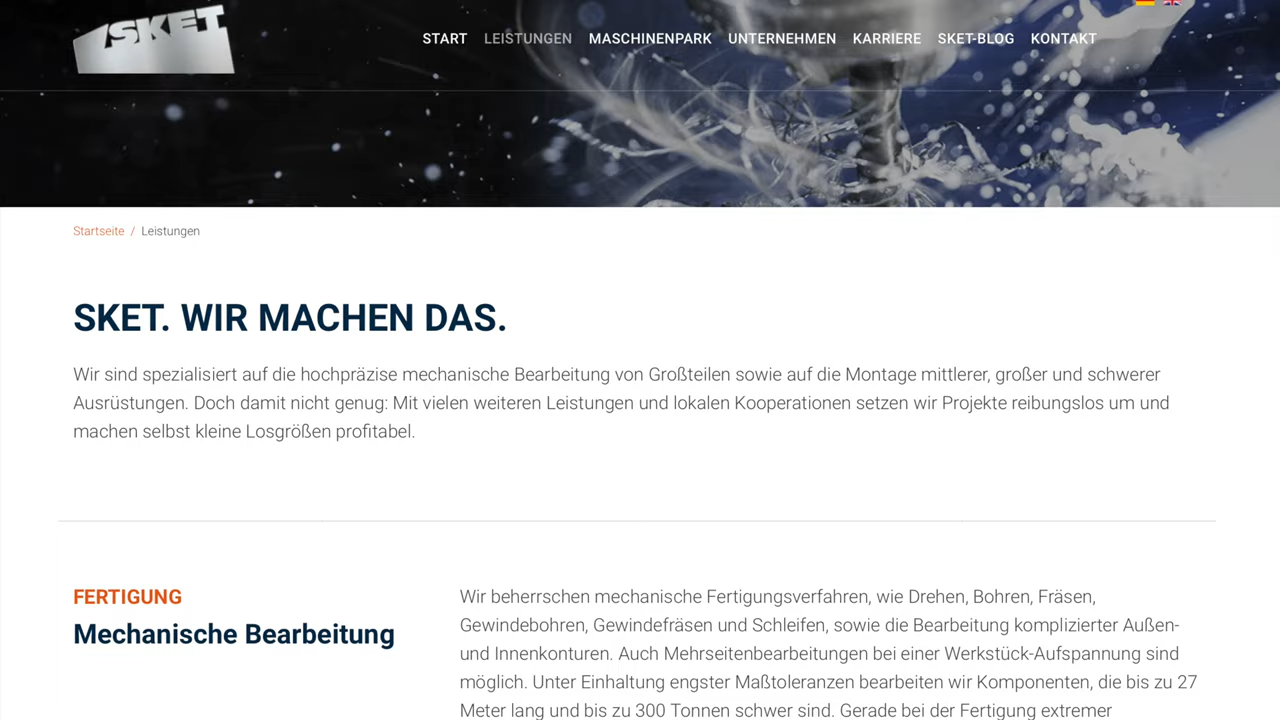 SKET
START LEISTUNGEN MASCHINENPARK UNTERNEHMEN KARRIERE SKET-BLOG KONTAKT
Startseite / Leistungen
SKET. WIR MACHEN DAS.
Wir sind spezialisiert auf die hochpräzise mechanische Bearbeitung von Großteilen sowie auf die Montage mittlerer, großer und schwerer
Ausrüstungen. Doch damit nicht genug: Mit vielen weiteren Leistungen und lokalen Kooperationen setzen wir Projekte reibungslos um und
machen selbst kleine Losgrößen profitabel.
FERTIGUNG
Mechanische Bearbeitung
Wir beherrschen mechanische Fertigungsverfahren, wie Drehen, Bohren, Fräsen,
Gewindebohren, Gewindefräsen und Schleifen, sowie die Bearbeitung komplizierter Außen-
und Innenkonturen. Auch Mehrseitenbearbeitungen bei einer Werkstück-Aufspannung sind
möglich. Unter Einhaltung engster Maßtoleranzen bearbeiten wir Komponenten, die bis zu 27
Meter lang und bis zu 300 Tonnen schwer sind. Gerade bei der Fertigung extremer